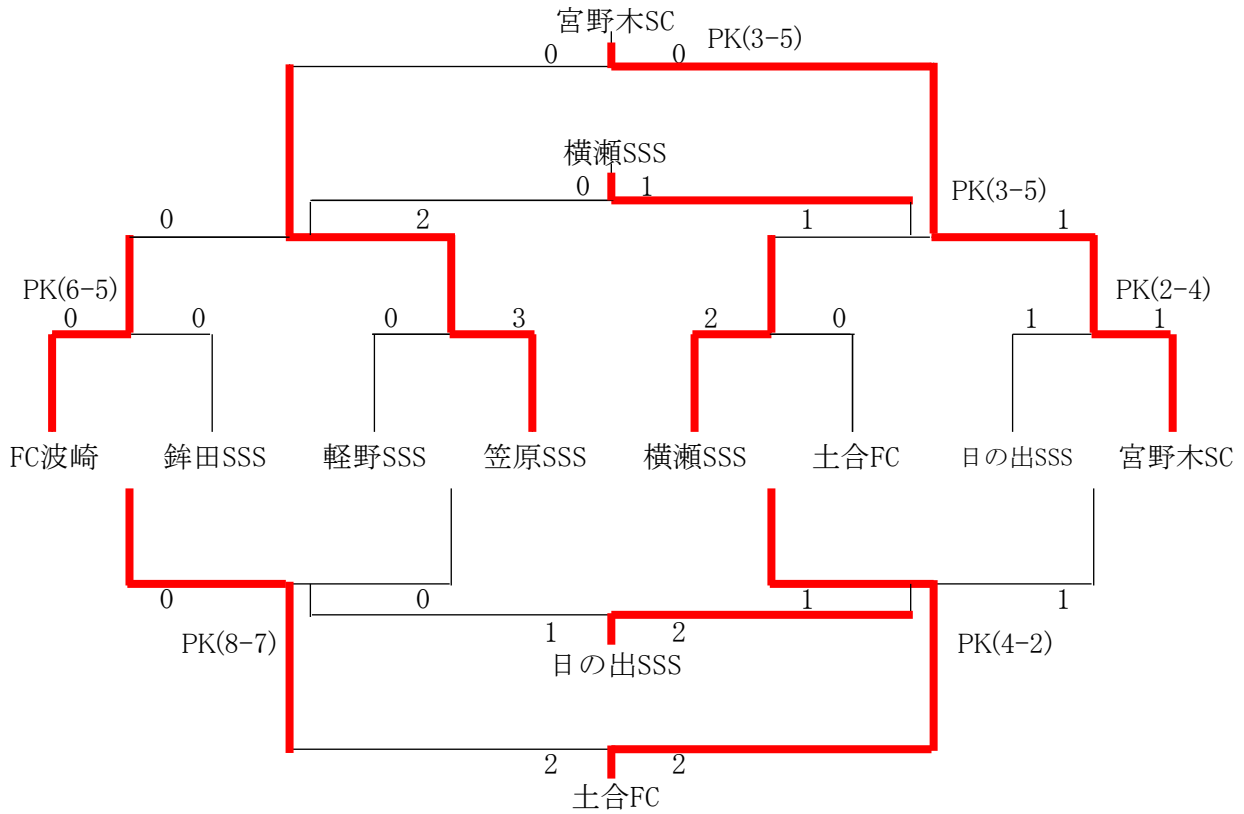 宮野木SC
PK(3-5)
0 0
横瀬SSS
0 1
PK(3-5)
0 2 1 1
PK(6-5) PK(2-4)
0 0 0 3 2 0 1 1
FC波崎 鉾田SSS 軽野SSS 笠原SSS 横瀬SSS 土合FC 日の出SSS 宮野木SC
0 0 1 1
PK(8-7) 1 2 PK(4-2)
日の出SSS
2 2
土合FC